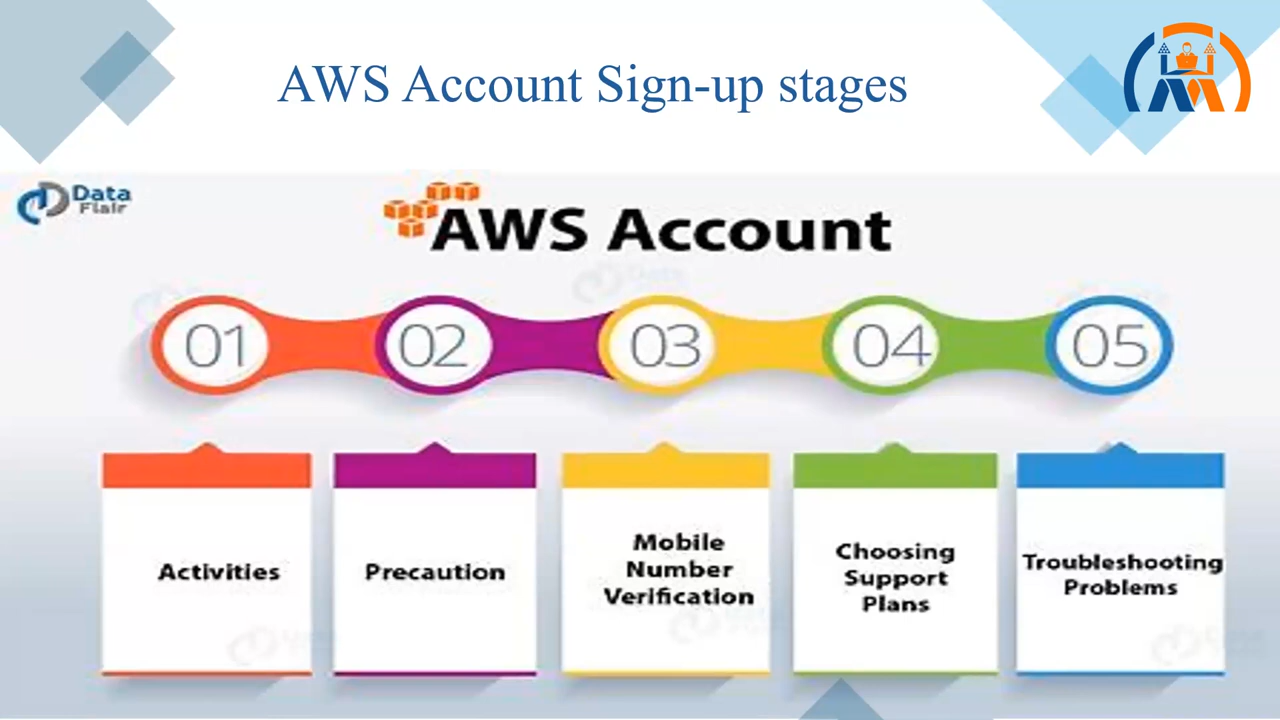 AWS Account Sign-up stages
Data
Flair
AWS Account
01
02
03
04
05
Activities
Precaution
Mobile
Number
Verification
Choosing
Support
Plans
Troubleshooting
Problems